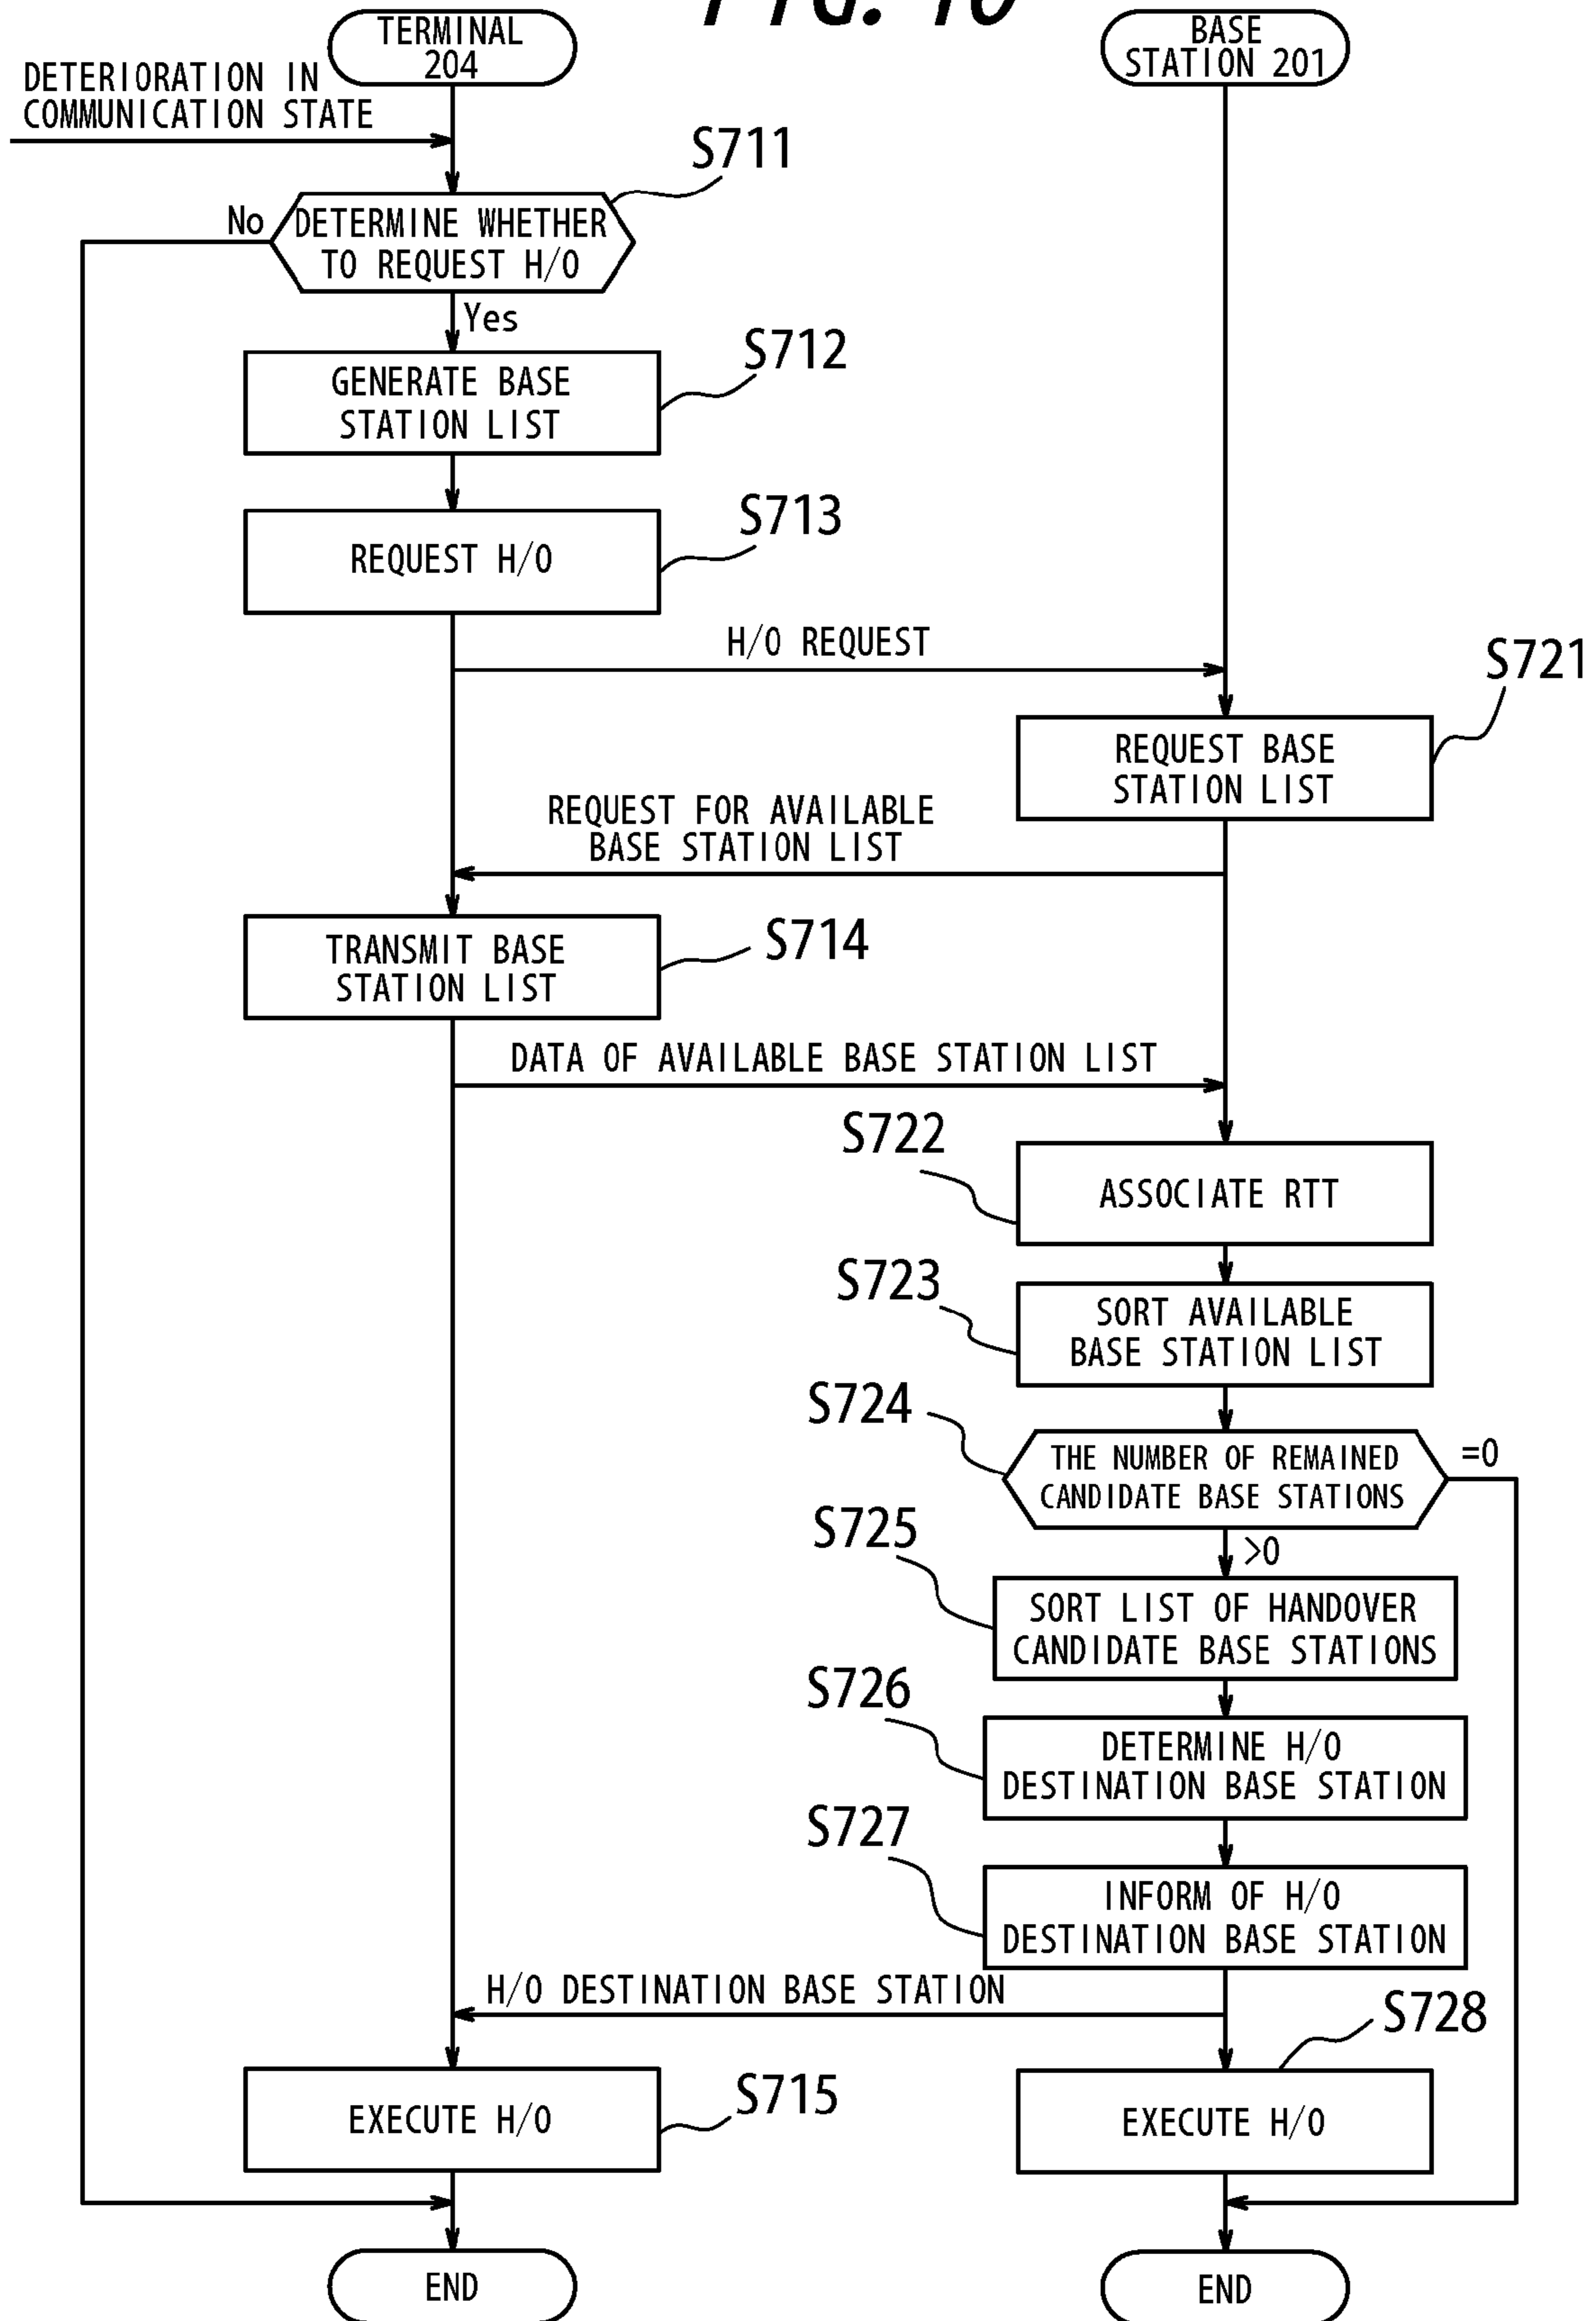 FIG. 10
TERMINAL
204
BASE
STATION 201
DETERIORATION IN
COMMUNICATION STATE
S711
No
DETERMINE WHETHER
TO REQUEST H/O
Yes
S712
GENERATE BASE
STATION LIST
S713
REQUEST H/O
H/O REQUEST
S721
REQUEST BASE
STATION LIST
REQUEST FOR AVAILABLE
BASE STATION LIST
S714
TRANSMIT BASE
STATION LIST
DATA OF AVAILABLE BASE STATION LIST
S722
ASSOCIATE RTT
S723
SORT AVAILABLE
BASE STATION LIST
S724
THE NUMBER OF REMAINED
CANDIDATE BASE STATIONS
=0
S725
>0
SORT LIST OF HANDOVER
CANDIDATE BASE STATIONS
S726
DETERMINE H/O
DESTINATION BASE STATION
S727
INFORM OF H/O
DESTINATION BASE STATION
H/O DESTINATION BASE STATION
S728
EXECUTE H/O
S715
EXECUTE H/O
END
END